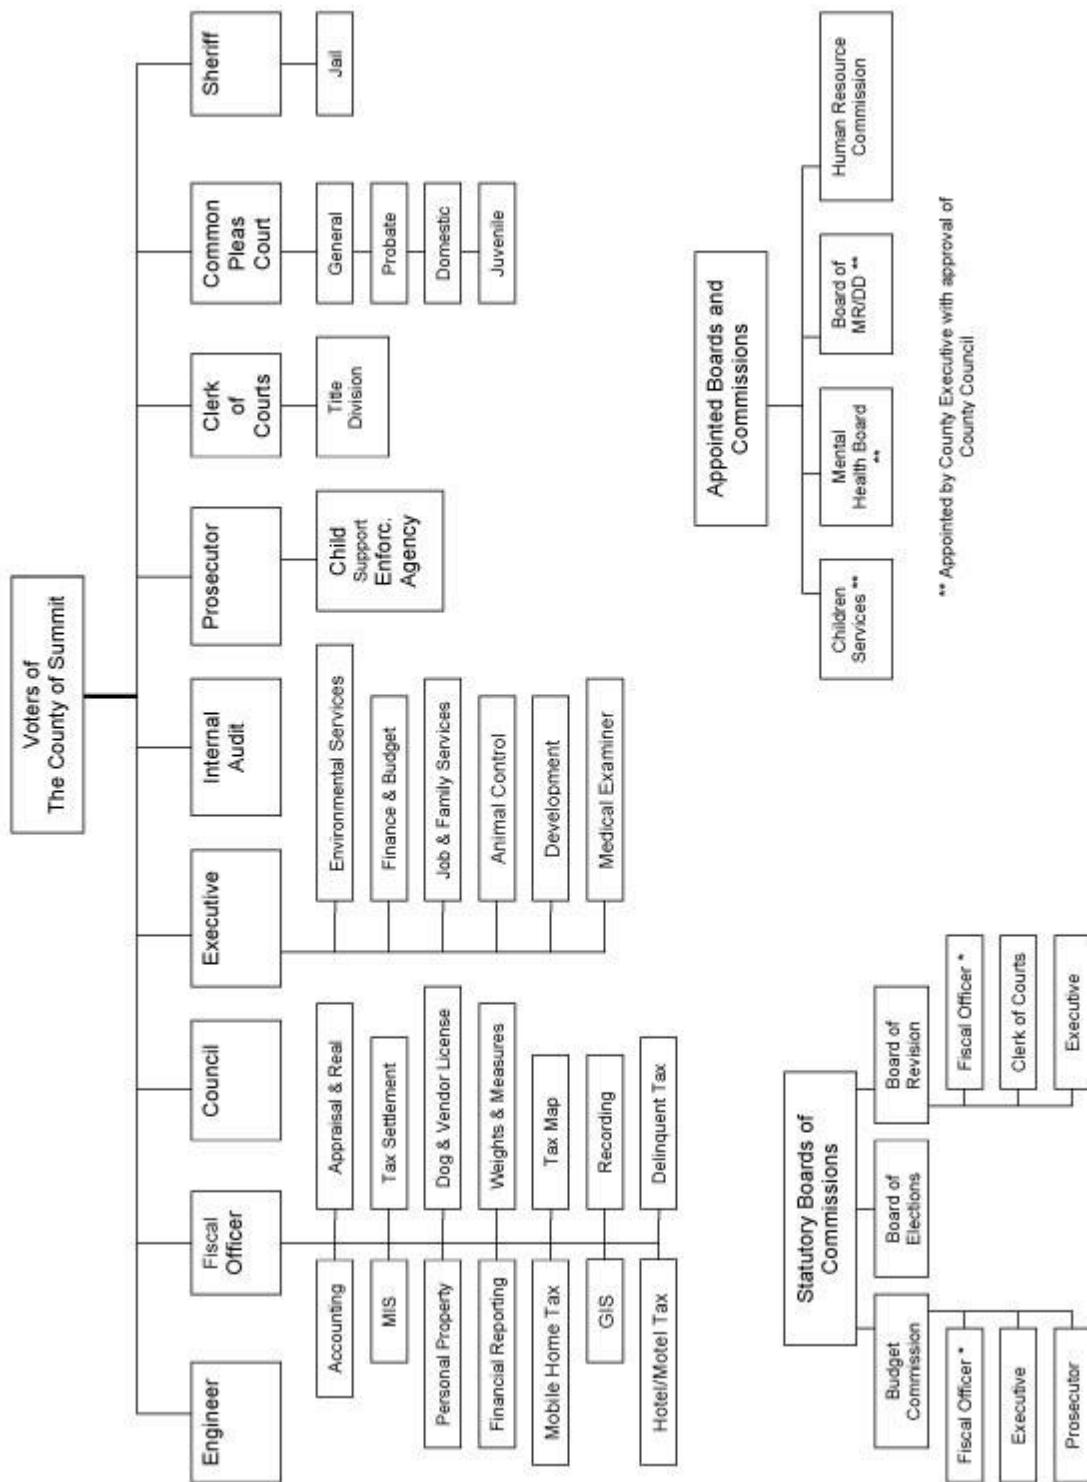 Voters of
The County of Summit
Engineer
Fiscal
Officer
Council
Executive
Internal
Audit
Prosecutor
Clerk
of
Courts
Common
Pleas
Court
Sheriff
Accounting
MIS
Personal Property
Financial Reporting
Mobile Home Tax
GIS
Hotel/Motel Tax
Appraisal & Real
Tax Settlement
Dog & Vendor License
Weights & Measures
Tax Map
Recording
Delinquent Tax
Environmental Services
Finance & Budget
Job & Family Services
Animal Control
Development
Medical Examiner
Child
Support
Enforc.
Agency
Title
Division
General
Probate
Domestic
Juvenile
Jail
Statutory Boards of
Commissions
Budget
Commission
Board of
Elections
Board of
Revision
Fiscal Officer *
Executive
Prosecutor
Fiscal Officer *
Clerk of Courts
Executive
Appointed Boards and
Commissions
Children
Services **
Mental
Health Board
**
Board of
MR/DD **
Human Resource
Commission
** Appointed by County Executive with approval of
County Council